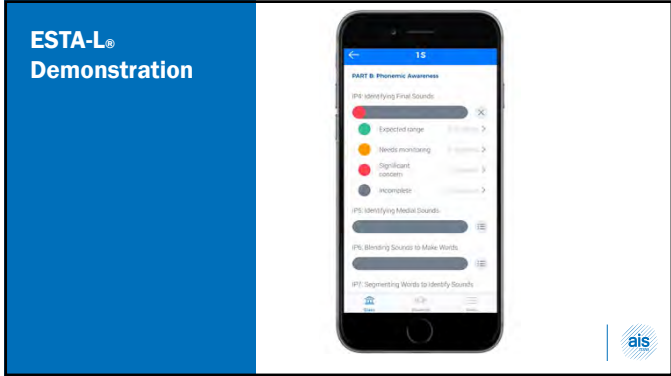 ESTA-L®
Demonstration
1S
PART B: Phonemic Awareness
IP4: Identifying Final Sounds
Expected range
Needs monitoring
Significant
concern
Incomplete
IP5: Identifying Medial Sounds
IP6: Blending Sounds to Make Words
IP7: Segmenting Words to Identify Sounds
ais